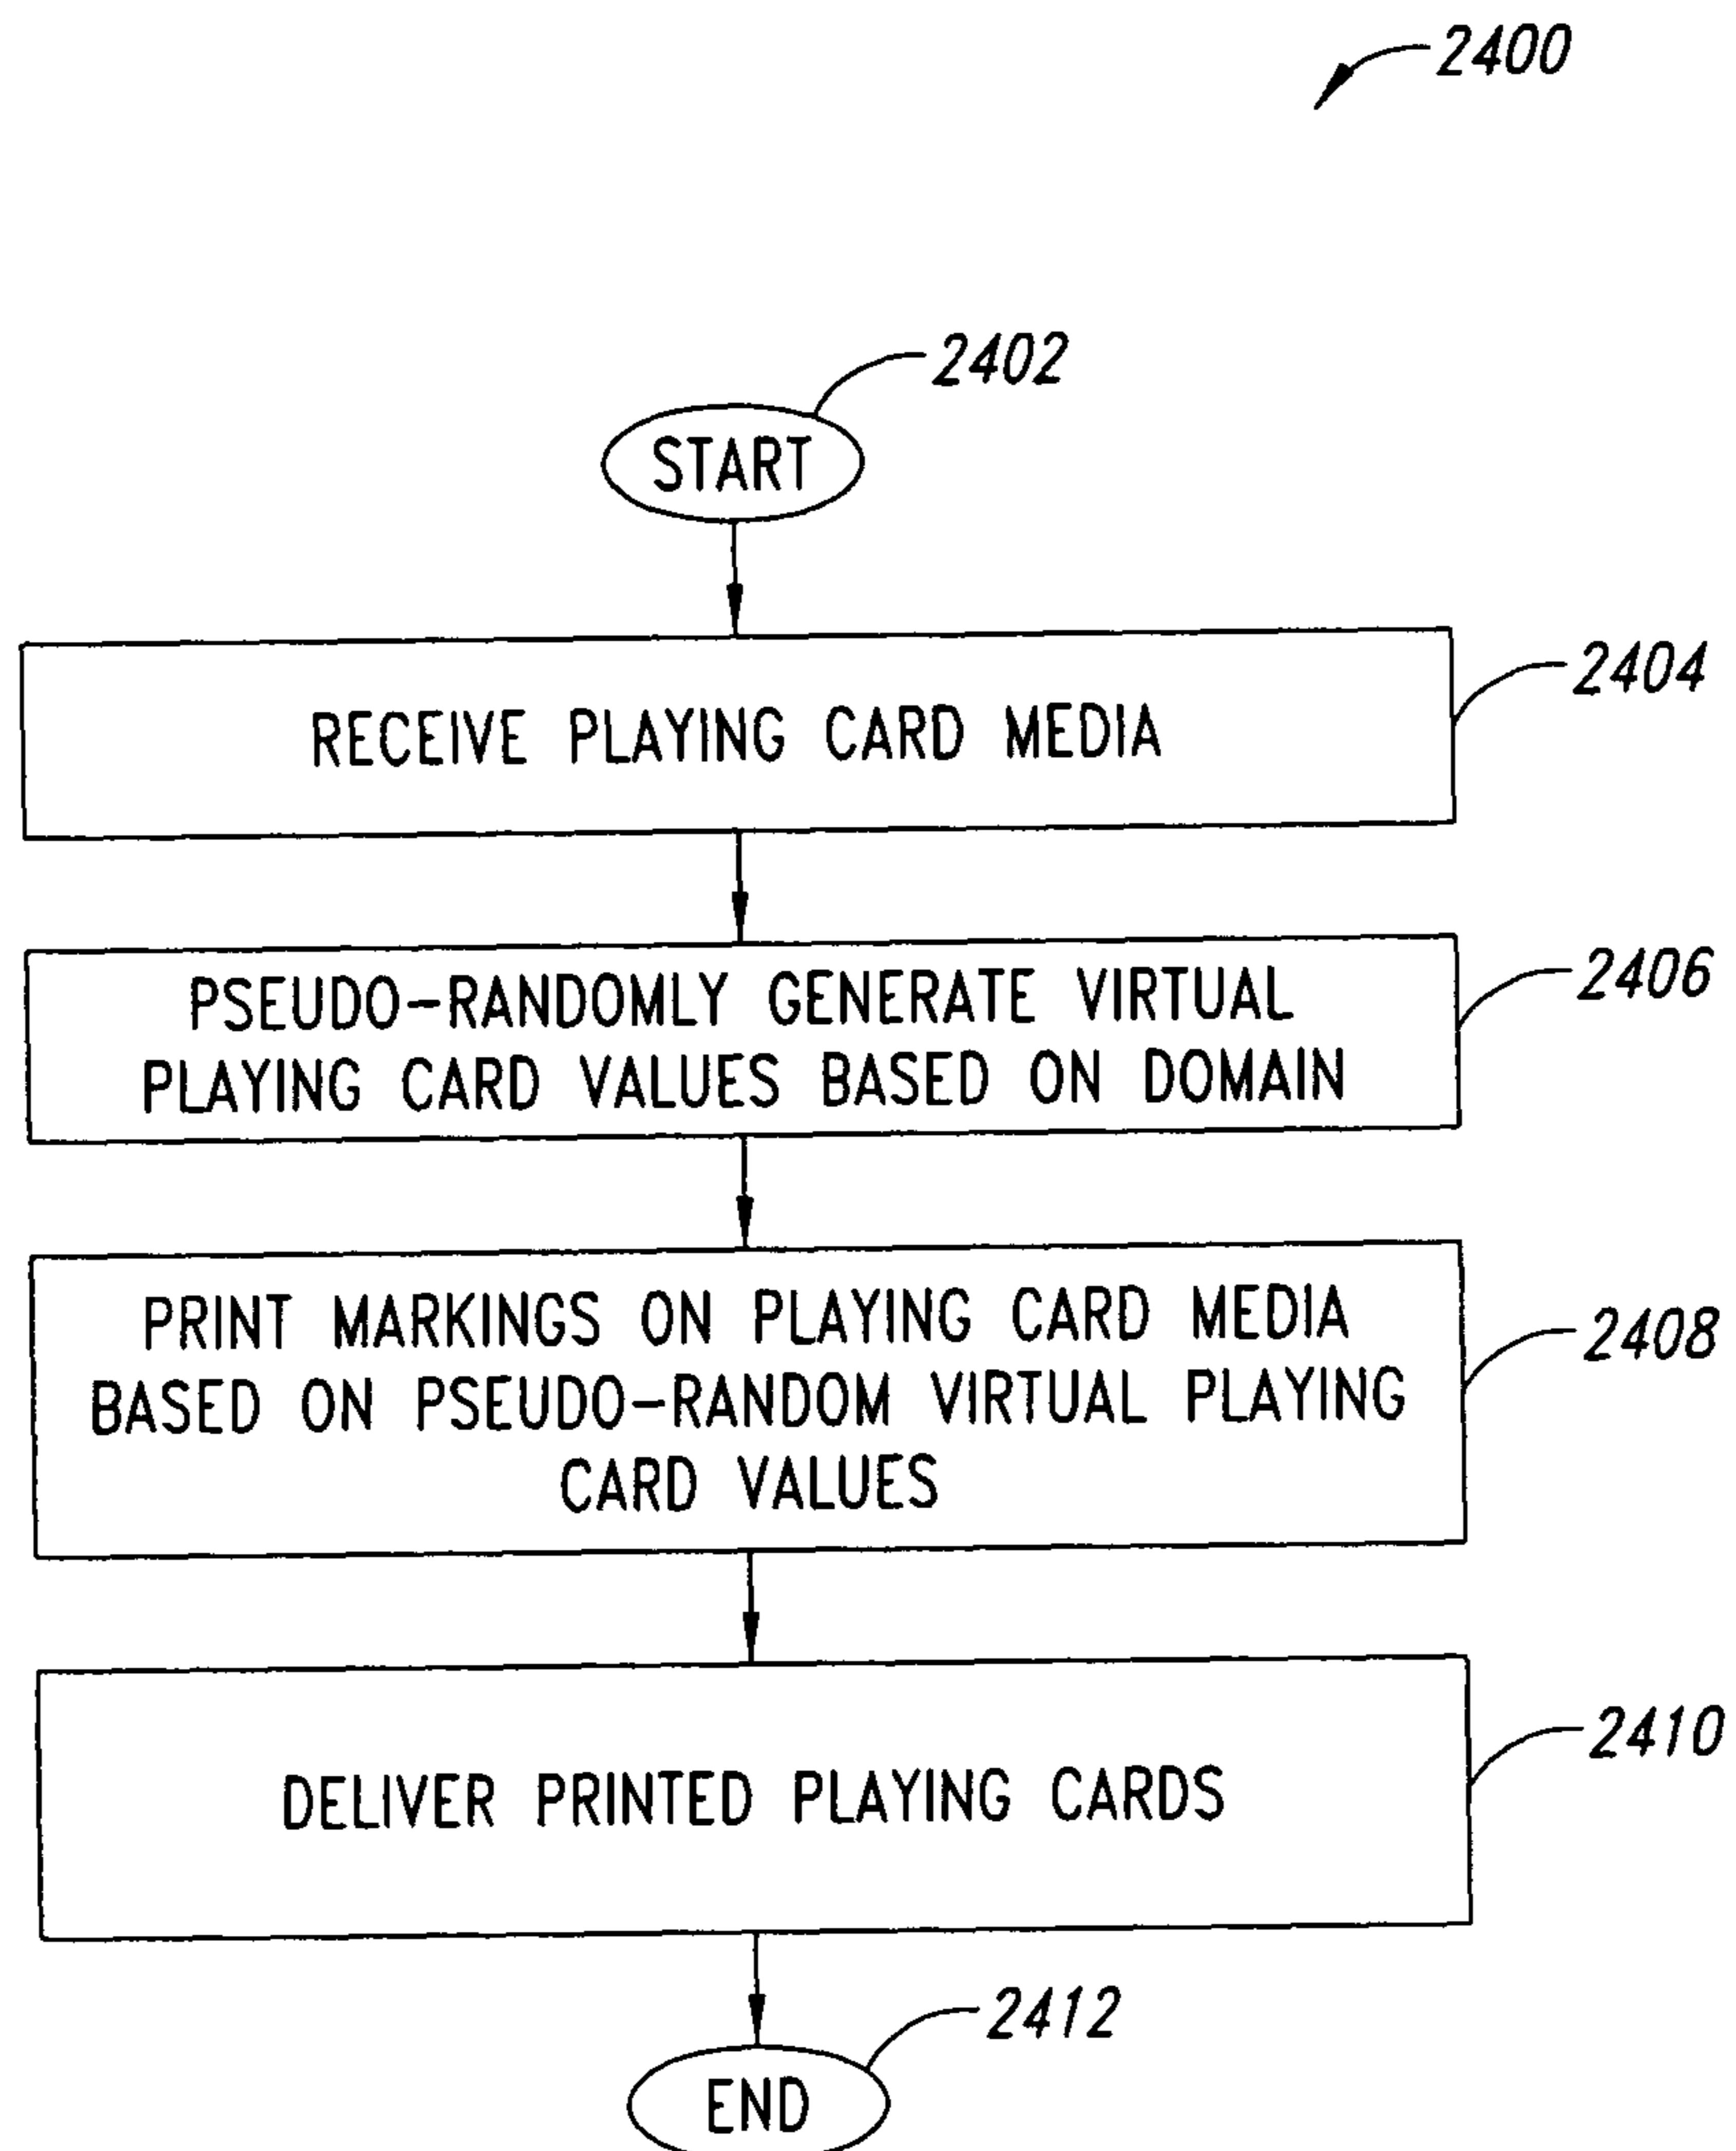 2400
2402
START
2404
RECEIVE PLAYING CARD MEDIA
2406
PSEUDO-RANDOMLY GENERATE VIRTUAL
PLAYING CARD VALUES BASED ON DOMAIN
2408
PRINT MARKINGS ON PLAYING CARD MEDIA
BASED ON PSEUDO-RANDOM VIRTUAL PLAYING
CARD VALUES
2410
DELIVER PRINTED PLAYING CARDS
2412
END